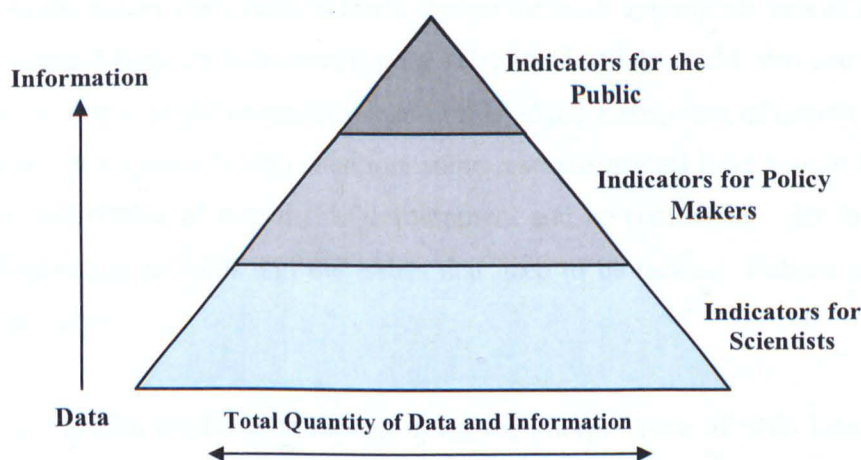 Indicators for the
Public
Information
Indicators for Policy
Makers
Indicators for
Scientists
Data
Total Quantity of Data and Information